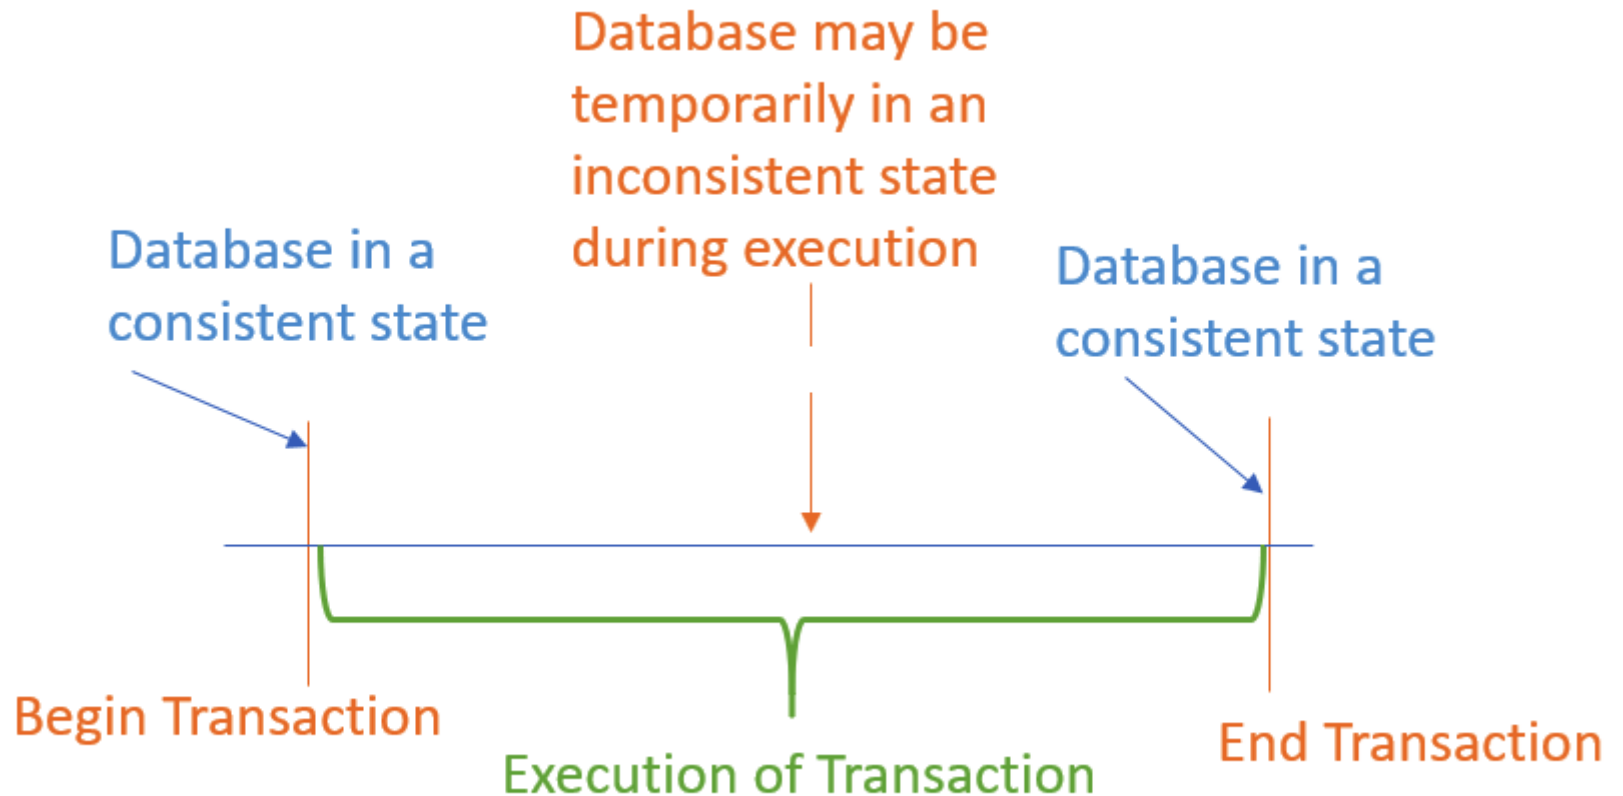 Database may be
temporarily in an
inconsistent state
during execution
Database in a
consistent state
Database in a
consistent state
Begin Transaction
End Transaction
Execution of Transaction